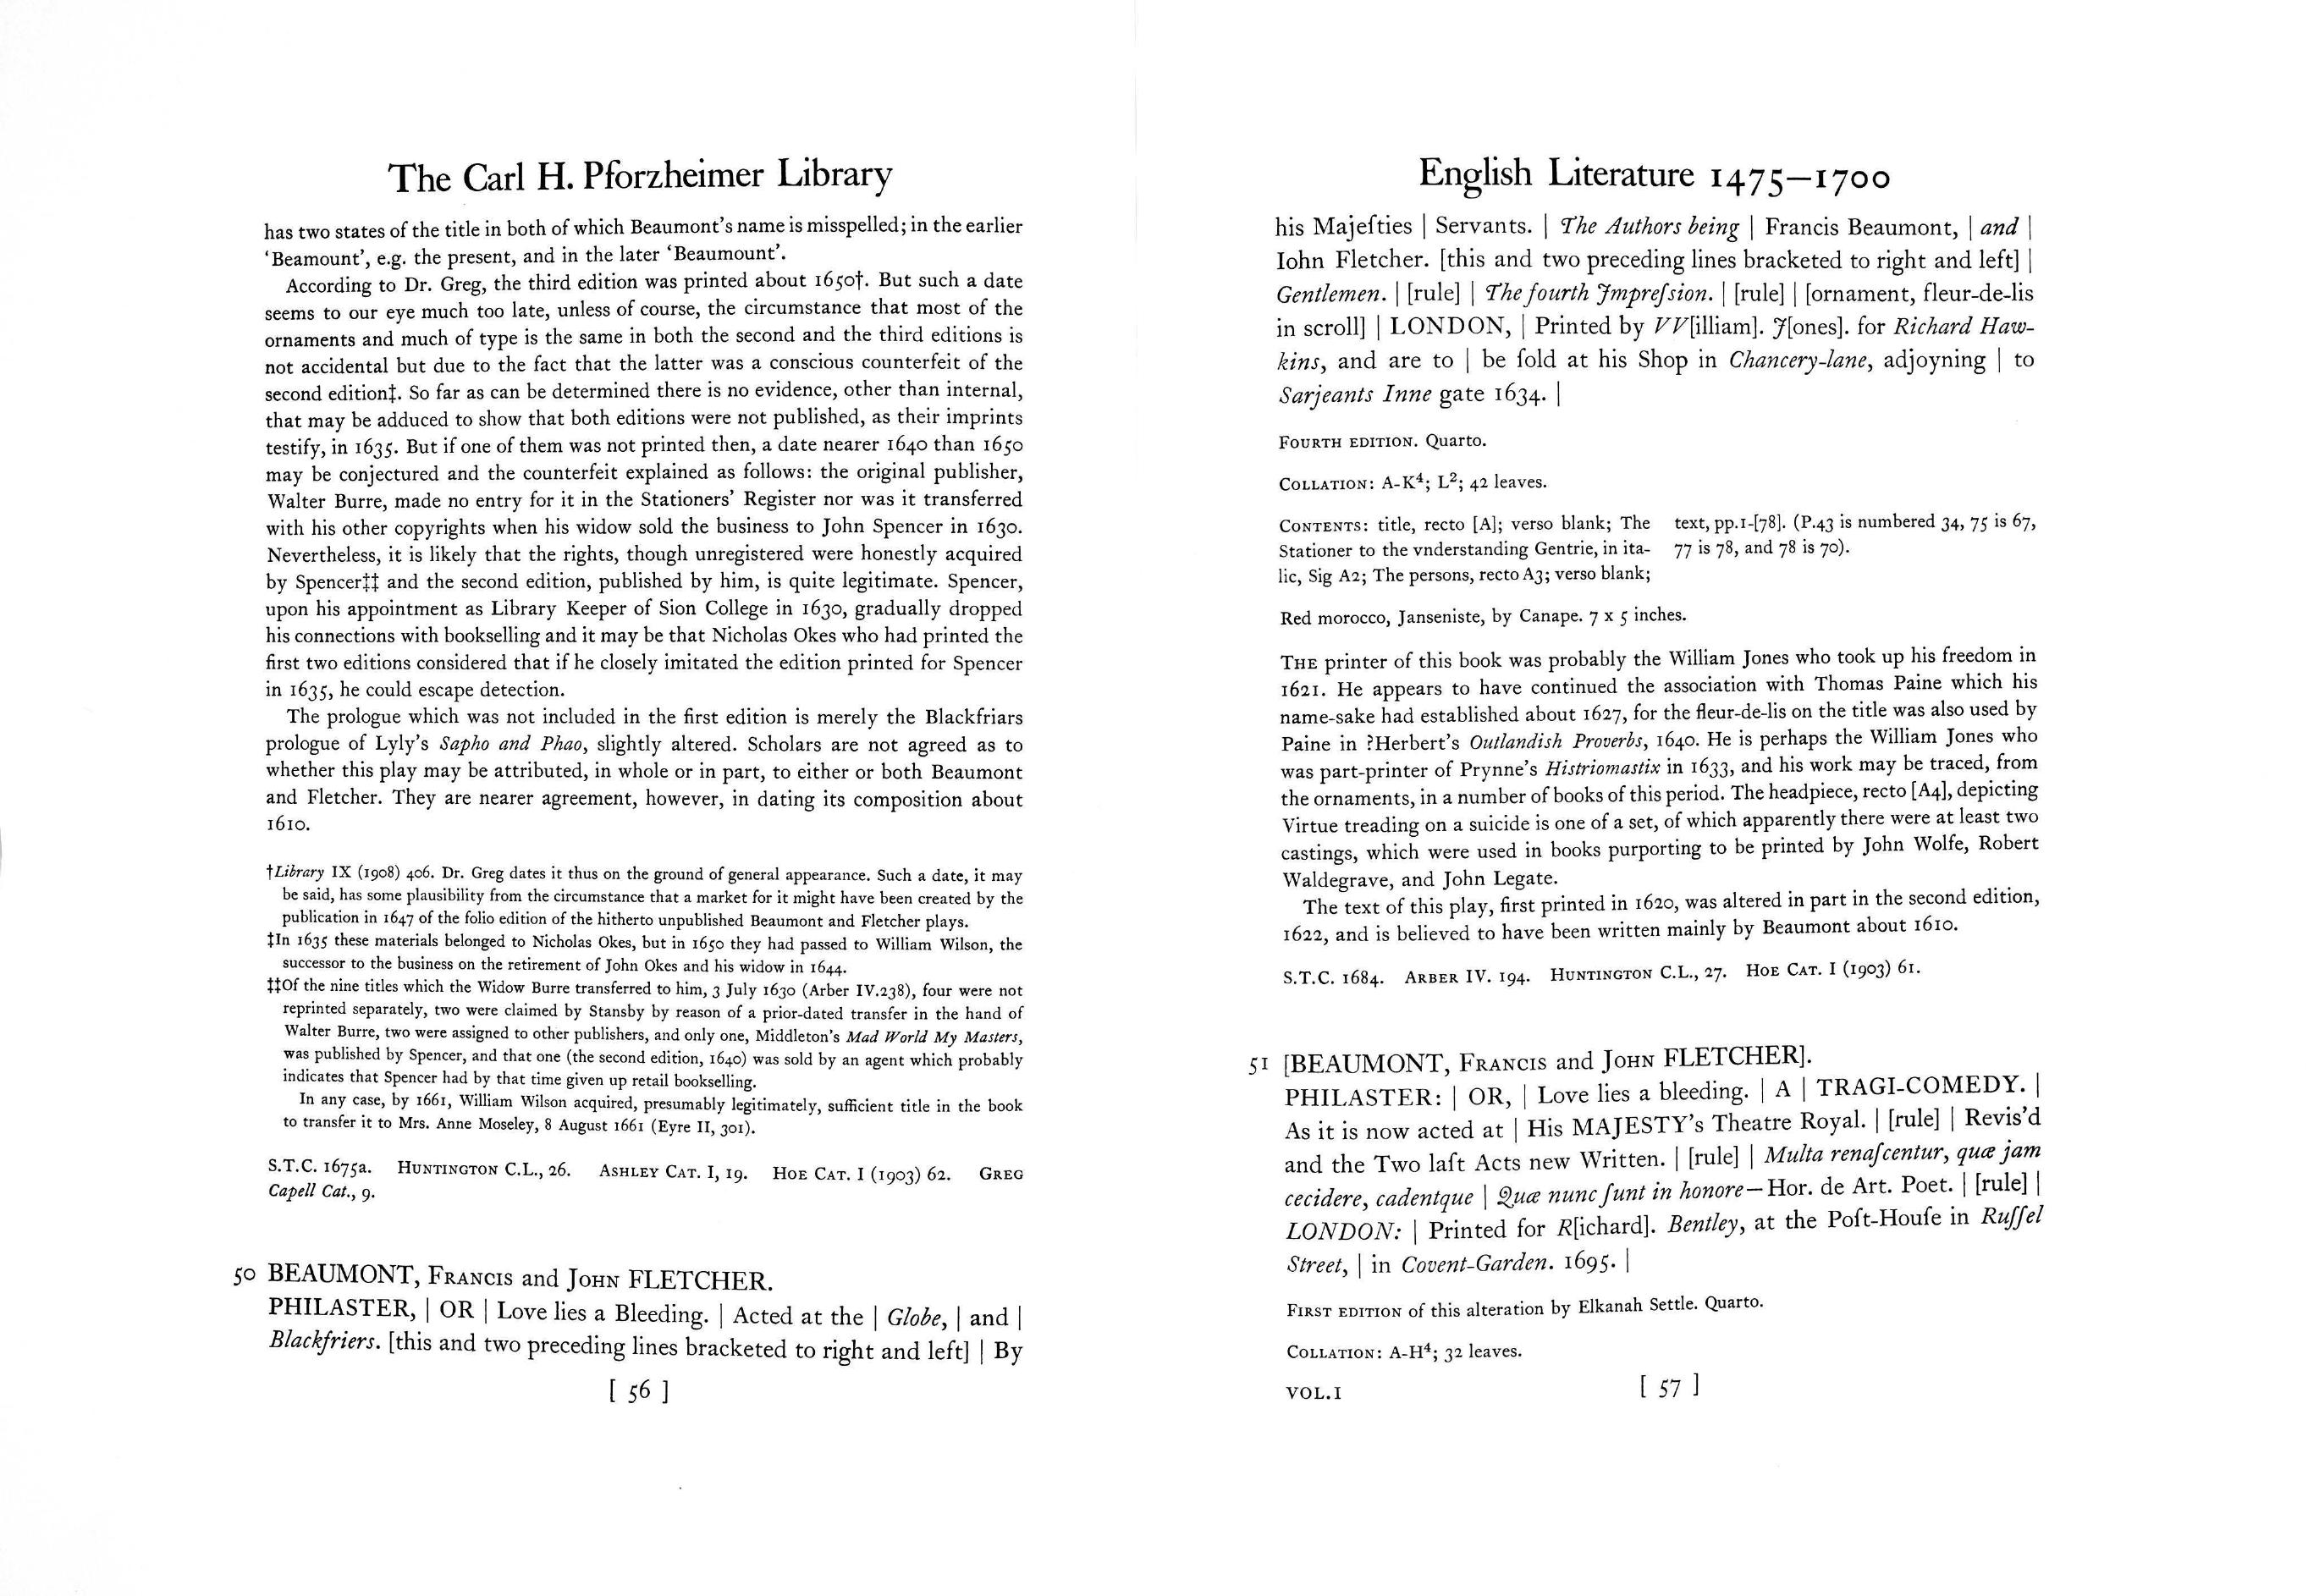 The Carl H. Pforzheimer Library
has two states of the title in both of which Beaumont's name is misspelled; in the earlier
'Beamount', e.g. the present, and in the later 'Beaumount'.
According to Dr. Greg, the third edition was printed about 1650†. But such a date
seems to our eye much too late, unless of course, the circumstance that most of the
ornaments and much of type is the same in both the second and the third editions is
not accidental but due to the fact that the latter was a conscious counterfeit of the
second edition‡. So far as can be determined there is no evidence, other than internal,
that may be adduced to show that both editions were not published, as their imprints
testify, in 1635. But if one of them was not printed then, a date nearer 1640 than 1650
may be conjectured and the counterfeit explained as follows: the original publisher,
Walter Burre, made no entry for it in the Stationers' Register nor was it transferred
with his other copyrights when his widow sold the business to John Spencer in 1630.
Nevertheless, it is likely that the rights, though unregistered were honestly acquired
by Spencer‡‡ and the second edition, published by him, is quite legitimate. Spencer,
upon his appointment as Library Keeper of Sion College in 1630, gradually dropped
his connections with bookselling and it may be that Nicholas Okes who had printed the
first two editions considered that if he closely imitated the edition printed for Spencer
in 1635, he could escape detection.
The prologue which was not included in the first edition is merely the Blackfriars
prologue of Lyly's Sapho and Phao, slightly altered. Scholars are not agreed as to
whether this play may be attributed, in whole or in part, to either or both Beaumont
and Fletcher. They are nearer agreement, however, in dating its composition about
1610.
†Library IX (1908) 406. Dr. Greg dates it thus on the ground of general appearance. Such a date, it may
be said, has some plausibility from the circumstance that a market for it might have been created by the
publication in 1647 of the folio edition of the hitherto unpublished Beaumont and Fletcher plays.
‡In 1635 these materials belonged to Nicholas Okes, but in 1650 they had passed to William Wilson, the
successor to the business on the retirement of John Okes and his widow in 1644.
‡‡Of the nine titles which the Widow Burre transferred to him, 3 July 1630 (Arber IV.238), four were not
reprinted separately, two were claimed by Stansby by reason of a prior-dated transfer in the hand of
Walter Burre, two were assigned to other publishers, and only one, Middleton's Mad World My Masters,
was published by Spencer, and that one (the second edition, 1640) was sold by an agent which probably
indicates that Spencer had by that time given up retail bookselling.
In any case, by 1661, William Wilson acquired, presumably legitimately, sufficient title in the book
to transfer it to Mrs. Anne Moseley, 8 August 1661 (Eyre II, 301).
S.T.C. 1675a. HUNTINGTON C.L., 26. ASHLEY CAT. I, 19. HOE CAT. I (1903) 62. GREG
Capell Cat., 9.
50 BEAUMONT, FRANCIS and JOHN FLETCHER.
PHILASTER, | OR | Love lies a Bleeding. | Acted at the | Globe, | and |
Blackfriers. [this and two preceding lines bracketed to right and left] | By
[ 56 ]
English Literature 1475–1700
his Majeſties | Servants. | The Authors being | Francis Beaumont, | and |
Iohn Fletcher. [this and two preceding lines bracketed to right and left] |
Gentlemen. | [rule] | The fourth Impreſsion. | [rule] | [ornament, fleur-de-lis
in scroll] | LONDON, | Printed by VV[illiam]. J[ones]. for Richard Haw-
kins, and are to | be ſold at his Shop in Chancery-lane, adjoyning | to
Sarjeants Inne gate 1634. |
FOURTH EDITION. Quarto.
COLLATION: A-K⁴; L²; 42 leaves.
CONTENTS: title, recto [A]; verso blank; The
Stationer to the vnderstanding Gentrie, in ita-
lic, Sig A2; The persons, recto A3; verso blank;
text, pp.1-[78]. (P.43 is numbered 34, 75 is 67,
77 is 78, and 78 is 70).
Red morocco, Janseniste, by Canape. 7 x 5 inches.
THE printer of this book was probably the William Jones who took up his freedom in
1621. He appears to have continued the association with Thomas Paine which his
name-sake had established about 1627, for the fleur-de-lis on the title was also used by
Paine in ?Herbert's Outlandish Proverbs, 1640. He is perhaps the William Jones who
was part-printer of Prynne's Histriomastix in 1633, and his work may be traced, from
the ornaments, in a number of books of this period. The headpiece, recto [A4], depicting
Virtue treading on a suicide is one of a set, of which apparently there were at least two
castings, which were used in books purporting to be printed by John Wolfe, Robert
Waldegrave, and John Legate.
The text of this play, first printed in 1620, was altered in part in the second edition,
1622, and is believed to have been written mainly by Beaumont about 1610.
S.T.C. 1684. ARBER IV. 194. HUNTINGTON C.L., 27. HOE CAT. I (1903) 61.
51 [BEAUMONT, FRANCIS and JOHN FLETCHER].
PHILASTER: | OR, | Love lies a bleeding. | A | TRAGI-COMEDY. |
As it is now acted at | His MAJESTY's Theatre Royal. | [rule] | Revis'd
and the Two laſt Acts new Written. | [rule] | Multa renaſcentur, quæ jam
cecidere, cadentque | Quæ nunc ſunt in honore—Hor. de Art. Poet. | [rule] |
LONDON: | Printed for R[ichard]. Bentley, at the Poſt-Houſe in Ruſſel
Street, | in Covent-Garden. 1695. |
FIRST EDITION of this alteration by Elkanah Settle. Quarto.
COLLATION: A-H⁴; 32 leaves.
VOL.I
[ 57 ]